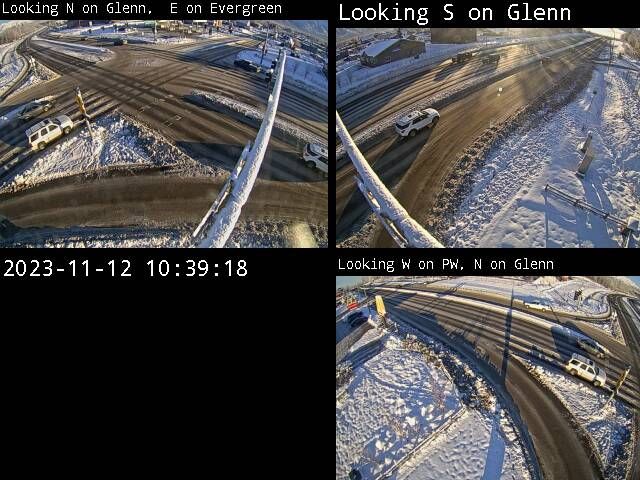 Looking N on Glenn,  E on Evergreen
Looking S on Glenn
2023-11-12 10:39:18
Looking W on PW, N on Glenn